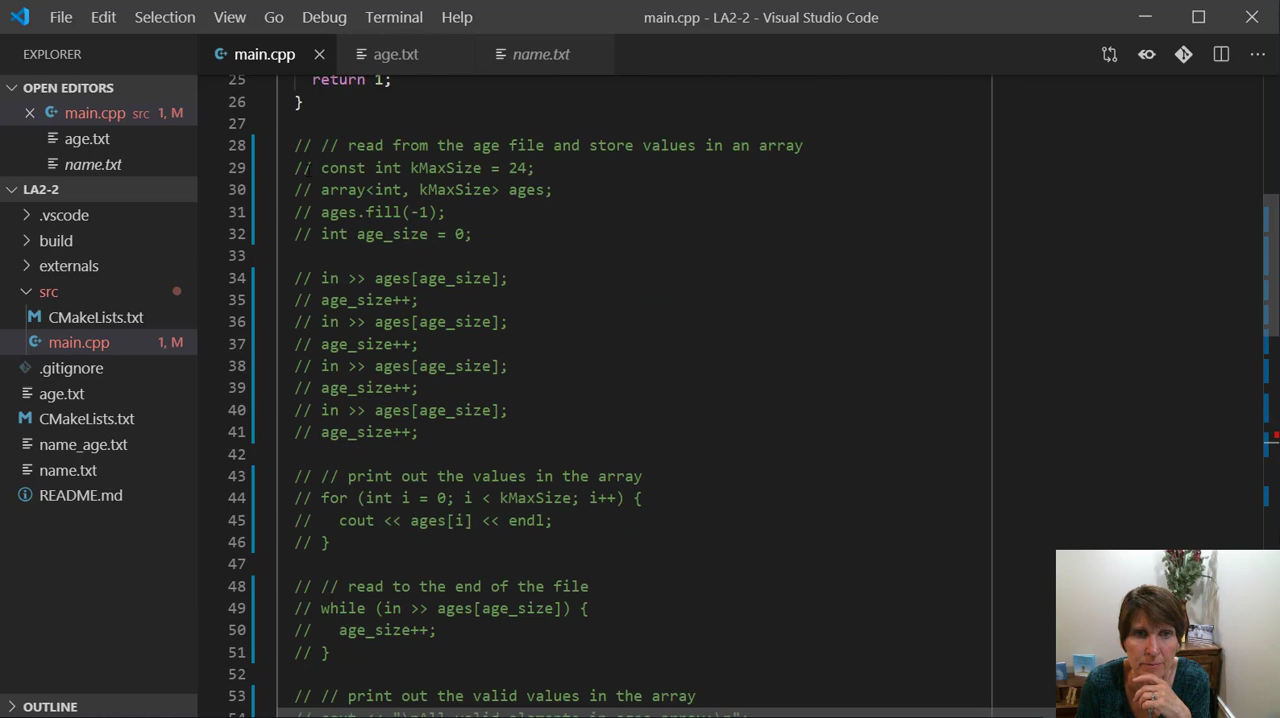 File Edit Selection View Go Debug Terminal Help main.cpp - LA2-2 - Visual Studio Code
EXPLORER
main.cpp
age.txt
name.txt
OPEN EDITORS
main.cpp src 1, M
age.txt
name.txt
LA2-2
.vscode
build
externals
src
CMakeLists.txt
main.cpp 1, M
.gitignore
age.txt
CMakeLists.txt
name_age.txt
name.txt
README.md
OUTLINE
25 return 1;
26 }
27
28 // // read from the age file and store values in an array
29 // const int kMaxSize = 24;
30 // array<int, kMaxSize> ages;
31 // ages.fill(-1);
32 // int age_size = 0;
33
34 // in >> ages[age_size];
35 // age_size++;
36 // in >> ages[age_size];
37 // age_size++;
38 // in >> ages[age_size];
39 // age_size++;
40 // in >> ages[age_size];
41 // age_size++;
42
43 // // print out the values in the array
44 // for (int i = 0; i < kMaxSize; i++) {
45 //   cout << ages[i] << endl;
46 // }
47
48 // // read to the end of the file
49 // while (in >> ages[age_size]) {
50 //   age_size++;
51 // }
52
53 // // print out the valid values in the array